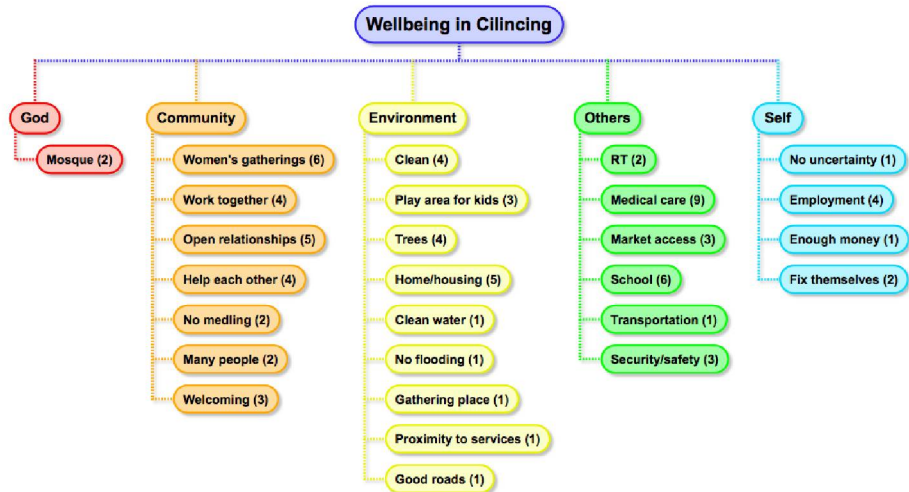 Wellbeing in Cilincing
God
Mosque (2)
Community
Women's gatherings (6)
Work together (4)
Open relationships (5)
Help each other (4)
No medling (2)
Many people (2)
Welcoming (3)
Environment
Clean (4)
Play area for kids (3)
Trees (4)
Home/housing (5)
Clean water (1)
No flooding (1)
Gathering place (1)
Proximity to services (1)
Good roads (1)
Others
RT (2)
Medical care (9)
Market access (3)
School (6)
Transportation (1)
Security/safety (3)
Self
No uncertainty (1)
Employment (4)
Enough money (1)
Fix themselves (2)